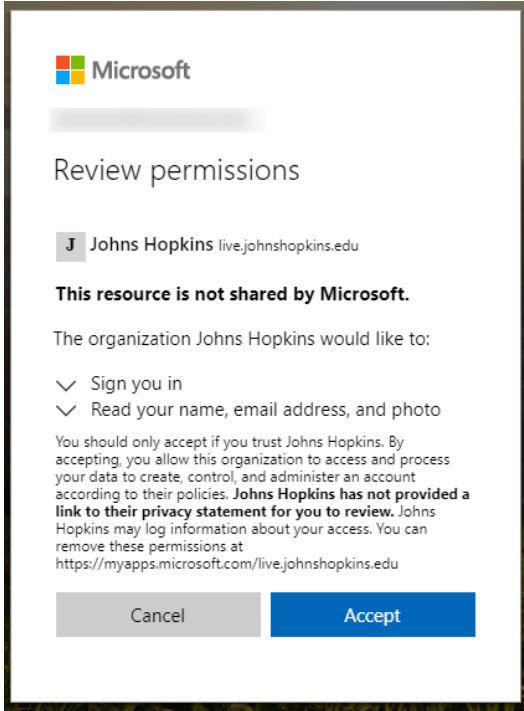 Microsoft
Review permissions
J Johns Hopkins live.johnshopkins.edu
This resource is not shared by Microsoft.
The organization Johns Hopkins would like to:
Sign you in
Read your name, email address, and photo
You should only accept if you trust Johns Hopkins. By
accepting, you allow this organization to access and process
your data to create, control, and administer an account
according to their policies. Johns Hopkins has not provided a
link to their privacy statement for you to review. Johns
Hopkins may log information about your access. You can
remove these permissions at
https://myapps.microsoft.com/live.johnshopkins.edu
Cancel Accept